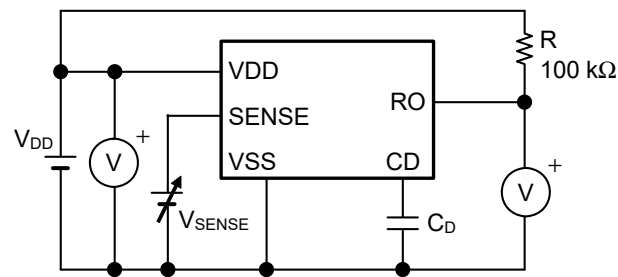 R
100 kΩ
VDD
RO
+
SENSE
VDD
V
+
VSS
CD
V
VSENSE
CD